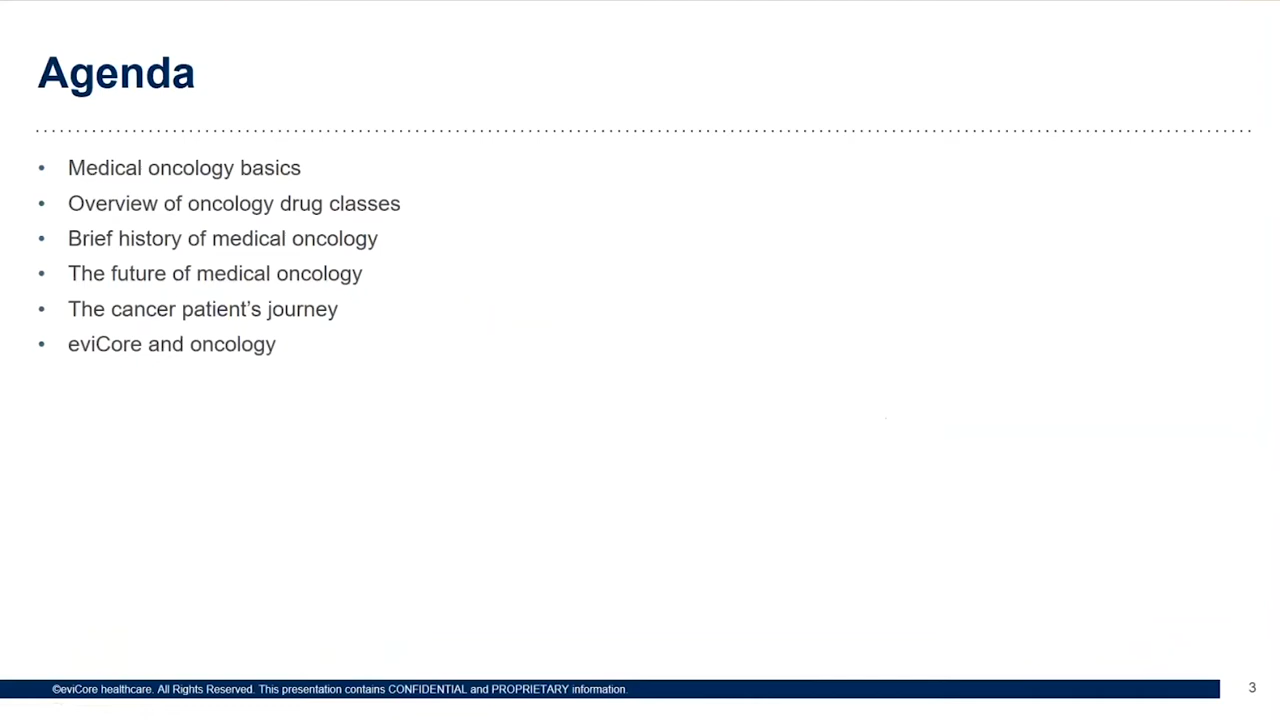 Agenda
• Medical oncology basics
• Overview of oncology drug classes
• Brief history of medical oncology
• The future of medical oncology
• The cancer patient’s journey
• eviCore and oncology
©eviCore healthcare. All Rights Reserved. This presentation contains CONFIDENTIAL and PROPRIETARY information.
3